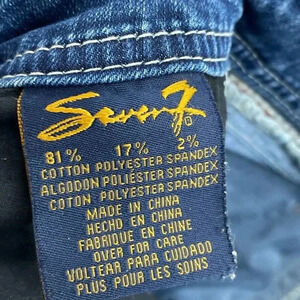 Seven7
81% 17% 2%
COTTON POLYESTER SPANDEX
ALGODON POLIÉSTER SPANDEX
COTON POLYESTER SPANDEX
MADE IN CHINA
HECHO EN CHINA
FABRIQUE EN CHINE
OVER FOR CARE
VOLTEAR PARA CUIDADO
PLUS POUR LES SOINS